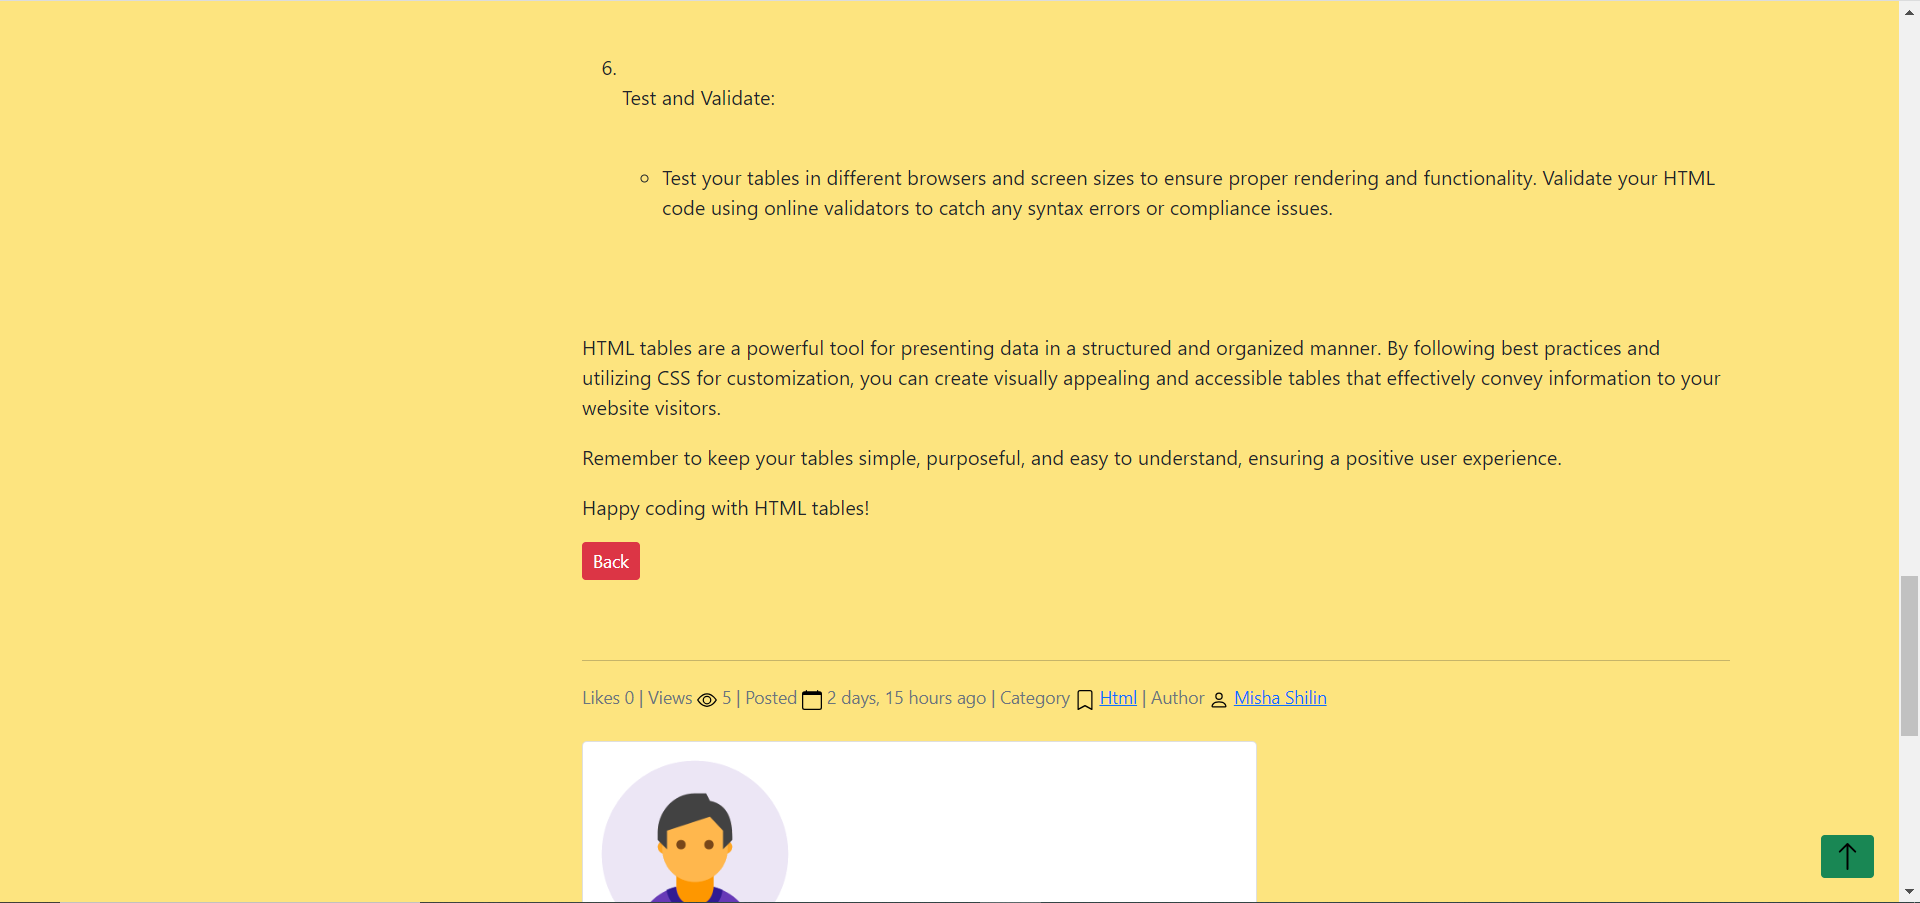 6.
Test and Validate:
Test your tables in different browsers and screen sizes to ensure proper rendering and functionality. Validate your HTML
code using online validators to catch any syntax errors or compliance issues.
HTML tables are a powerful tool for presenting data in a structured and organized manner. By following best practices and
utilizing CSS for customization, you can create visually appealing and accessible tables that effectively convey information to your
website visitors.
Remember to keep your tables simple, purposeful, and easy to understand, ensuring a positive user experience.
Happy coding with HTML tables!
Back
Likes 0 | Views 5 | Posted 2 days, 15 hours ago | Category Html | Author Misha Shilin